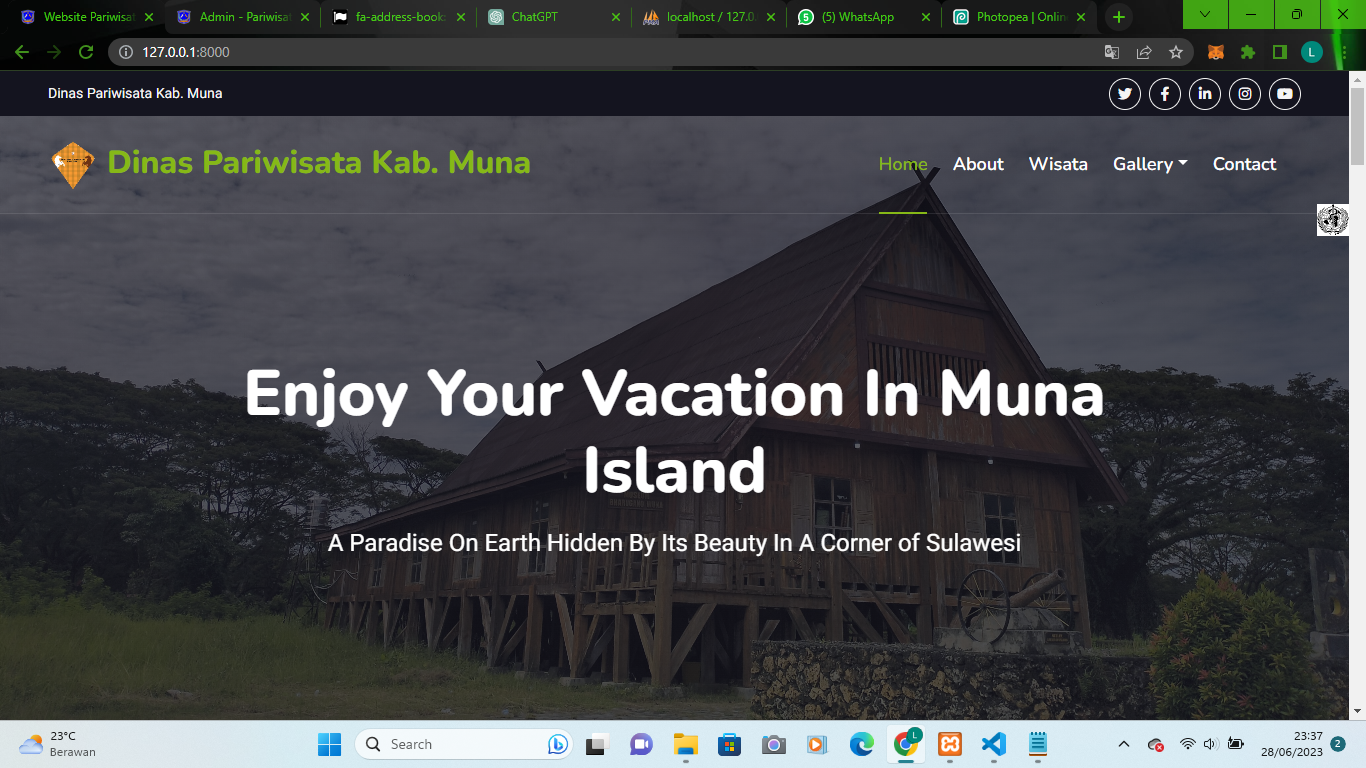 Website Pariwisat
Admin - Pariwisat
fa-address-book:
ChatGPT
localhost / 127.0.
(5) WhatsApp
Photopea | Onlin
127.0.0.1:8000
L
Dinas Pariwisata Kab. Muna
Dinas Pariwisata Kab. Muna
Home
About
Wisata
Gallery
Contact
Enjoy Your Vacation In Muna
Island
A Paradise On Earth Hidden By Its Beauty In A Corner of Sulawesi
23°C
Berawan
Search
L
23:37
28/06/2023
2